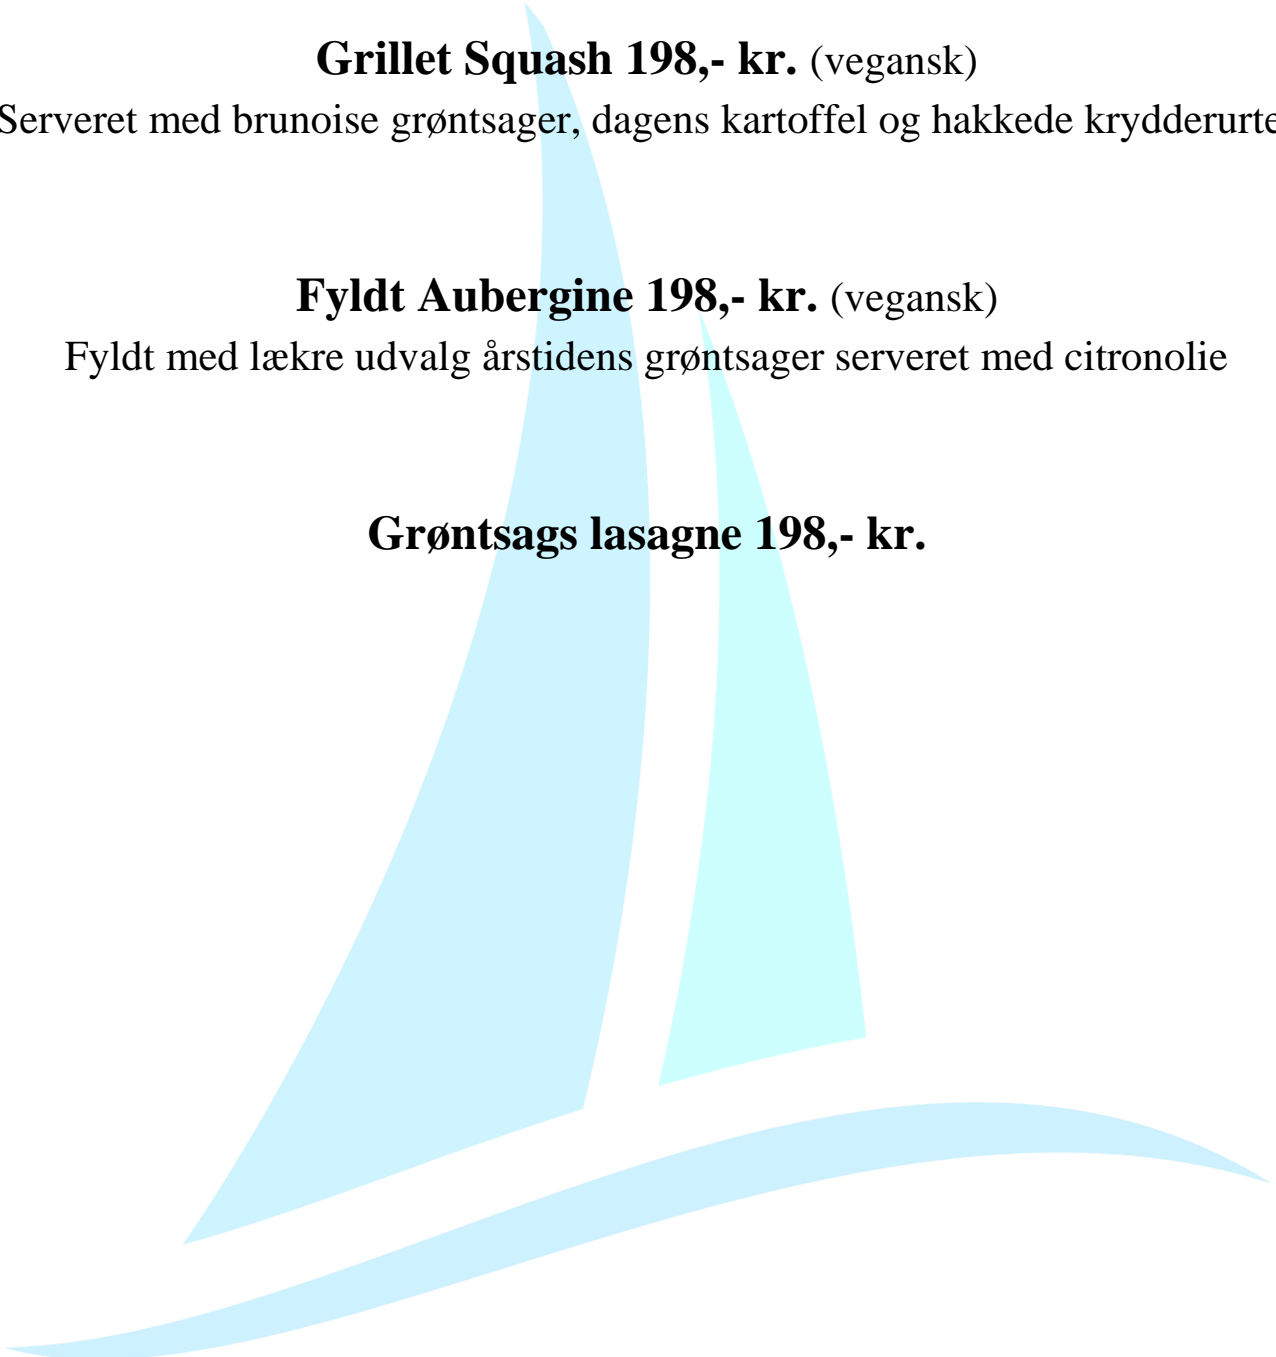 Grillet Squash 198,- kr. (vegansk)
Serveret med brunoise grøntsager, dagens kartoffel og hakkede krydderurte
Fyldt Aubergine 198,- kr. (vegansk)
Fyldt med lækre udvalg årstidens grøntsager serveret med citronolie
Grøntsags lasagne 198,- kr.